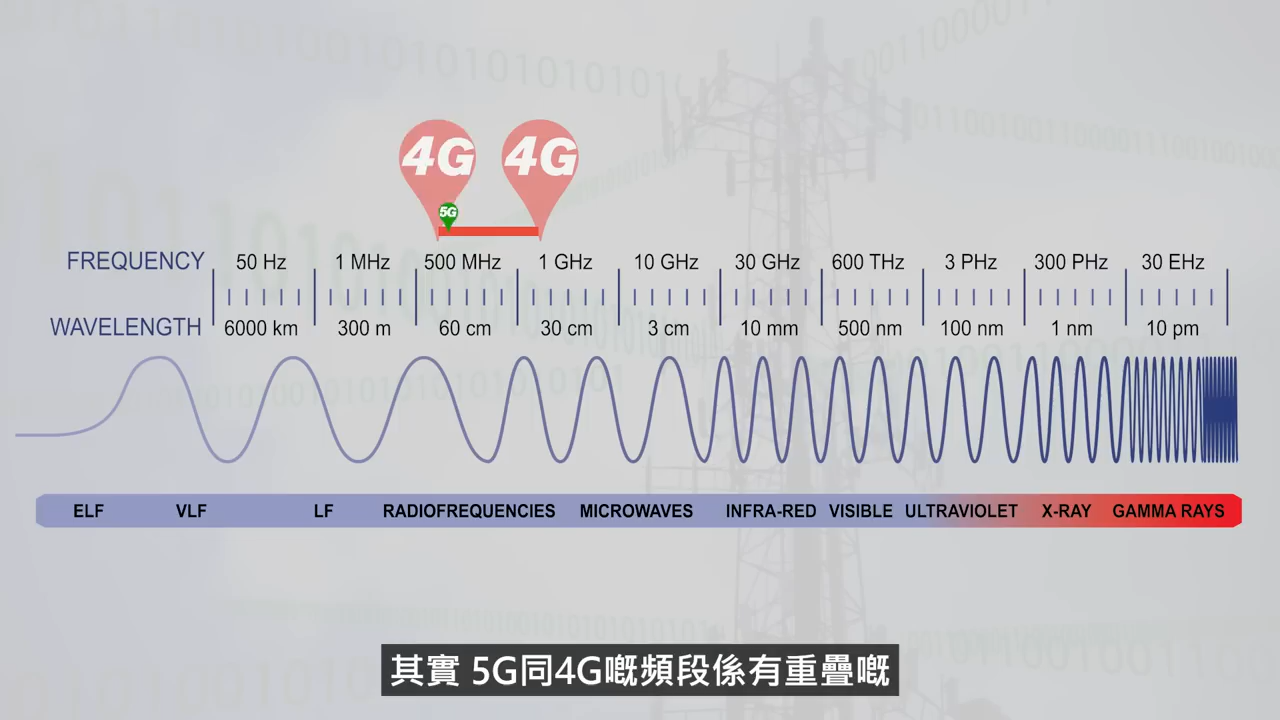 4G 4G
5G
FREQUENCY 50 Hz 1 MHz 500 MHz 1 GHz 10 GHz 30 GHz 600 THz 3 PHz 300 PHz 30 EHz
WAVELENGTH 6000 km 300 m 60 cm 30 cm 3 cm 10 mm 500 nm 100 nm 1 nm 10 pm
ELF VLF LF RADIOFREQUENCIES MICROWAVES INFRA-RED VISIBLE ULTRAVIOLET X-RAY GAMMA RAYS
其實 5G同4G嘅頻段係有重疊嘅